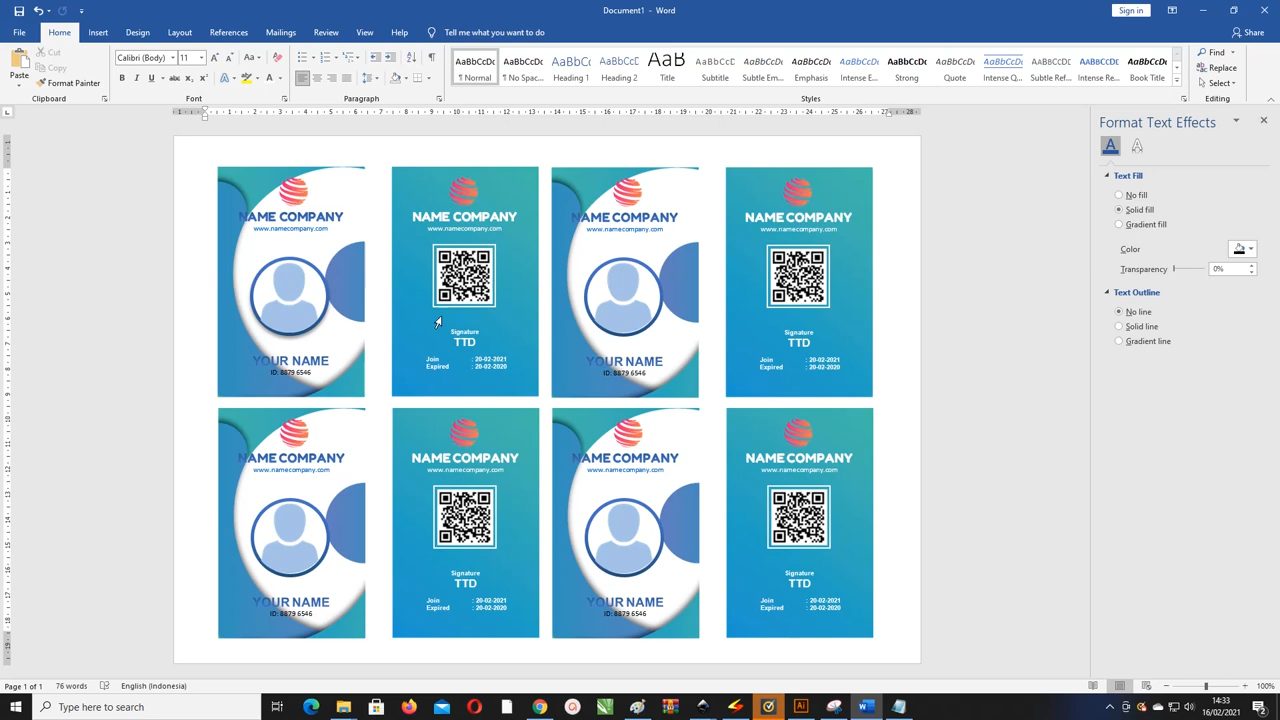 Document1 - Word
Sign in
File Home Insert Design Layout References Mailings Review View Help Tell me what you want to do
Share
Paste
Cut
Copy
Format Painter
Clipboard
Calibri (Body) 11
Font
Paragraph
AaBbCcDc AaBbCcDc AaBbCc AaBbCcD AaB AaBbCcD AaBbCcDc AaBbCcDc AaBbCcDc AaBbCcDc AaBbCcDc AaBbCcDc AaBbCcDc AABBCCDC AaBbCcDc
¶ Normal ¶ No Spac... Heading 1 Heading 2 Title Subtitle Subtle Em... Emphasis Intense E... Strong Quote Intense Q... Subtle Ref... Intense Re... Book Title
Styles
Find
Replace
Select
Editing
Format Text Effects
Text Fill
No fill
Solid fill
Gradient fill
Color
Transparency 0%
Text Outline
No line
Solid line
Gradient line
NAME COMPANY
www.namecompany.com
YOUR NAME
ID: 8879 6546
NAME COMPANY
www.namecompany.com
Signature
TTD
Join : 20-02-2021
Expired : 20-02-2020
NAME COMPANY
www.namecompany.com
YOUR NAME
ID: 8879 6546
NAME COMPANY
www.namecompany.com
Signature
TTD
Join : 20-02-2021
Expired : 20-02-2020
NAME COMPANY
www.namecompany.com
YOUR NAME
ID: 8879 6546
NAME COMPANY
www.namecompany.com
Signature
TTD
Join : 20-02-2021
Expired : 20-02-2020
NAME COMPANY
www.namecompany.com
YOUR NAME
ID: 8879 6546
NAME COMPANY
www.namecompany.com
Signature
TTD
Join : 20-02-2021
Expired : 20-02-2020
Page 1 of 1 76 words English (Indonesia)
100%
Type here to search
14:33
16/02/2021